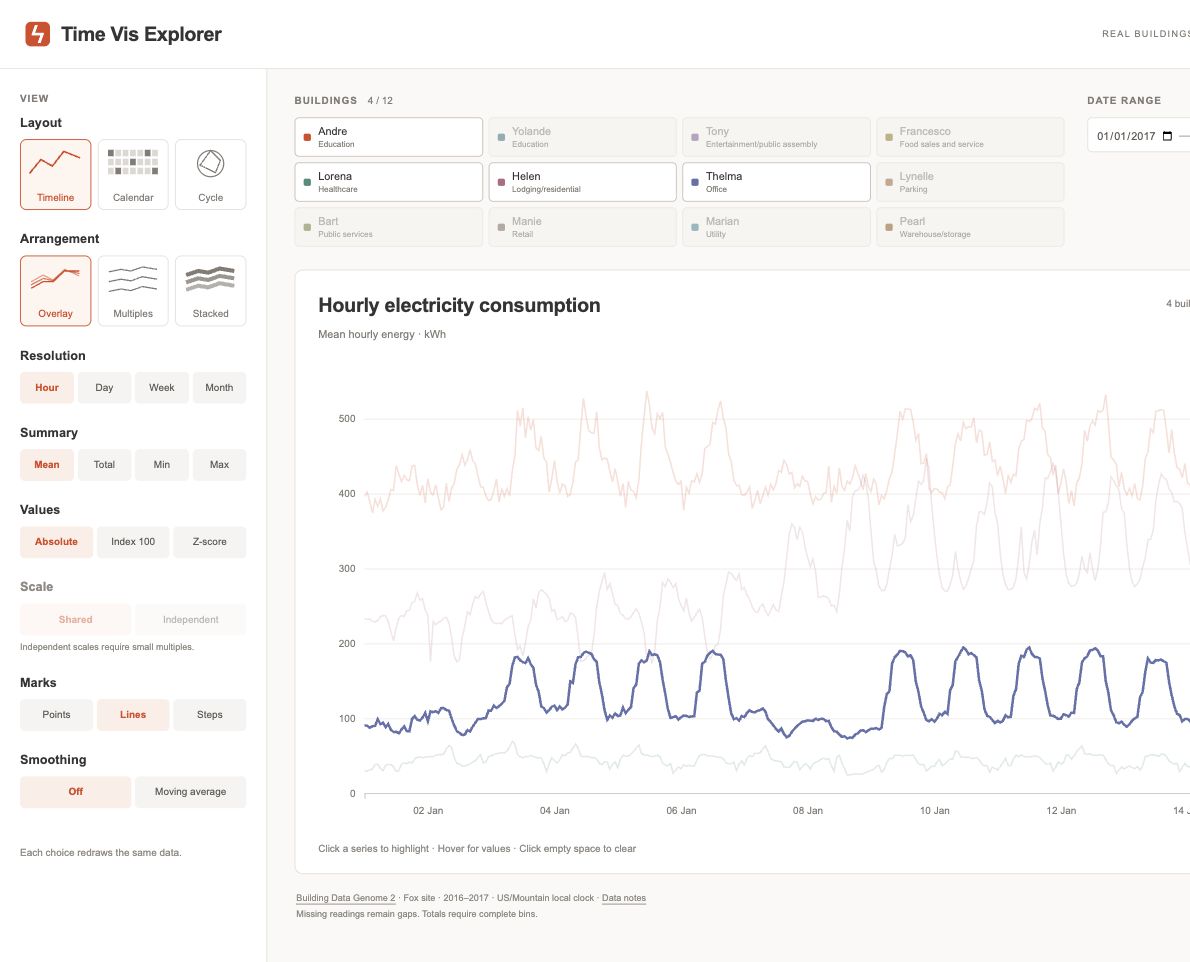 Time Vis Explorer
REAL BUILDINGS
VIEW
Layout
Timeline
Calendar
Cycle
Arrangement
Overlay
Multiples
Stacked
Resolution
Hour
Day
Week
Month
Summary
Mean
Total
Min
Max
Values
Absolute
Index 100
Z-score
Scale
Shared
Independent
Independent scales require small multiples.
Marks
Points
Lines
Steps
Smoothing
Off
Moving average
Each choice redraws the same data.
BUILDINGS 4 / 12
Andre
Education
Yolande
Education
Tony
Entertainment/public assembly
Francesco
Food sales and service
Lorena
Healthcare
Helen
Lodging/residential
Thelma
Office
Lynelle
Parking
Bart
Public services
Manie
Retail
Marian
Utility
Pearl
Warehouse/storage
DATE RANGE
01/01/2017 —
Hourly electricity consumption
4 buil
Mean hourly energy · kWh
500
400
300
200
100
0
02 Jan
04 Jan
06 Jan
08 Jan
10 Jan
12 Jan
14 J
Click a series to highlight · Hover for values · Click empty space to clear
Building Data Genome 2 · Fox site · 2016–2017 · US/Mountain local clock · Data notes
Missing readings remain gaps. Totals require complete bins.